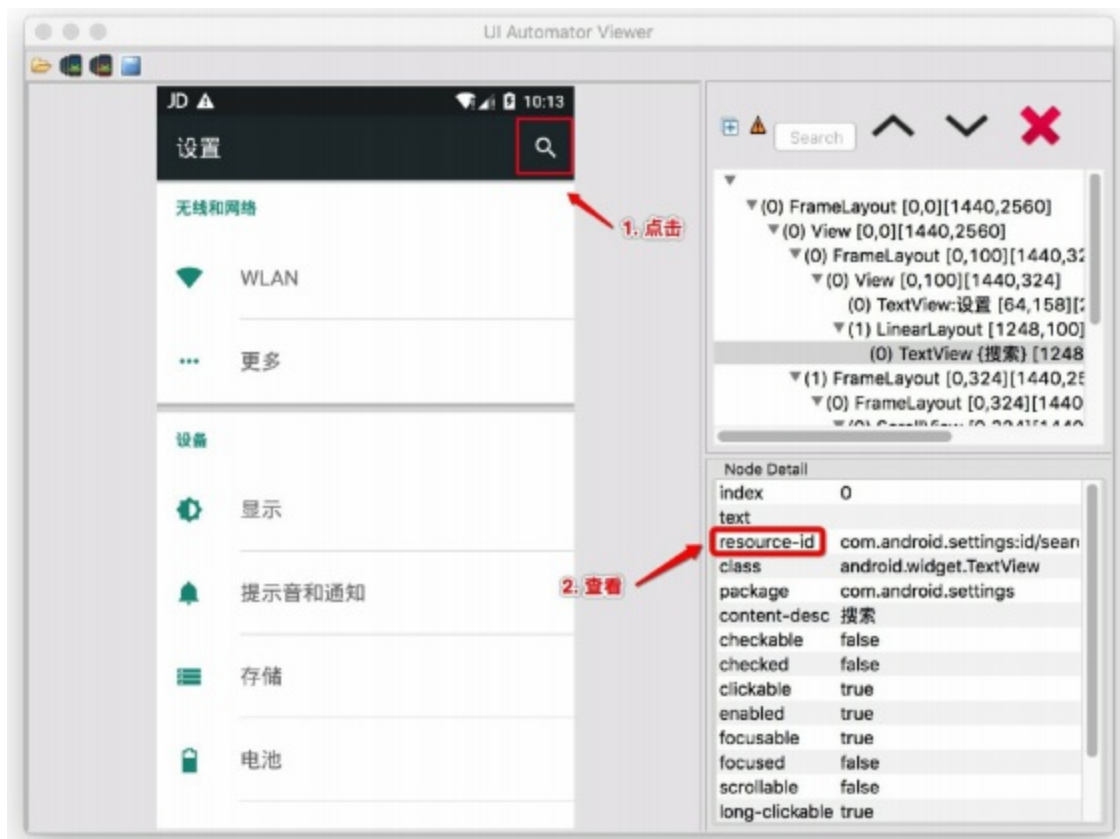 UI Automator Viewer
JD 10:13
设置
无线和网络
WLAN
更多
设备
显示
提示音和通知
存储
电池
1. 点击
2. 查看
Search
(0) FrameLayout [0,0][1440,2560]
(0) View [0,0][1440,2560]
(0) FrameLayout [0,100][1440,32
(0) View [0,100][1440,324]
(0) TextView:设置 [64,158][
(1) LinearLayout [1248,100]
(0) TextView {搜索} [1248
(1) FrameLayout [0,324][1440,25
(0) FrameLayout [0,324][1440
Node Detail
index 0
text
resource-id com.android.settings:id/sear
class android.widget.TextView
package com.android.settings
content-desc 搜索
checkable false
checked false
clickable true
enabled true
focusable true
focused false
scrollable false
long-clickable true